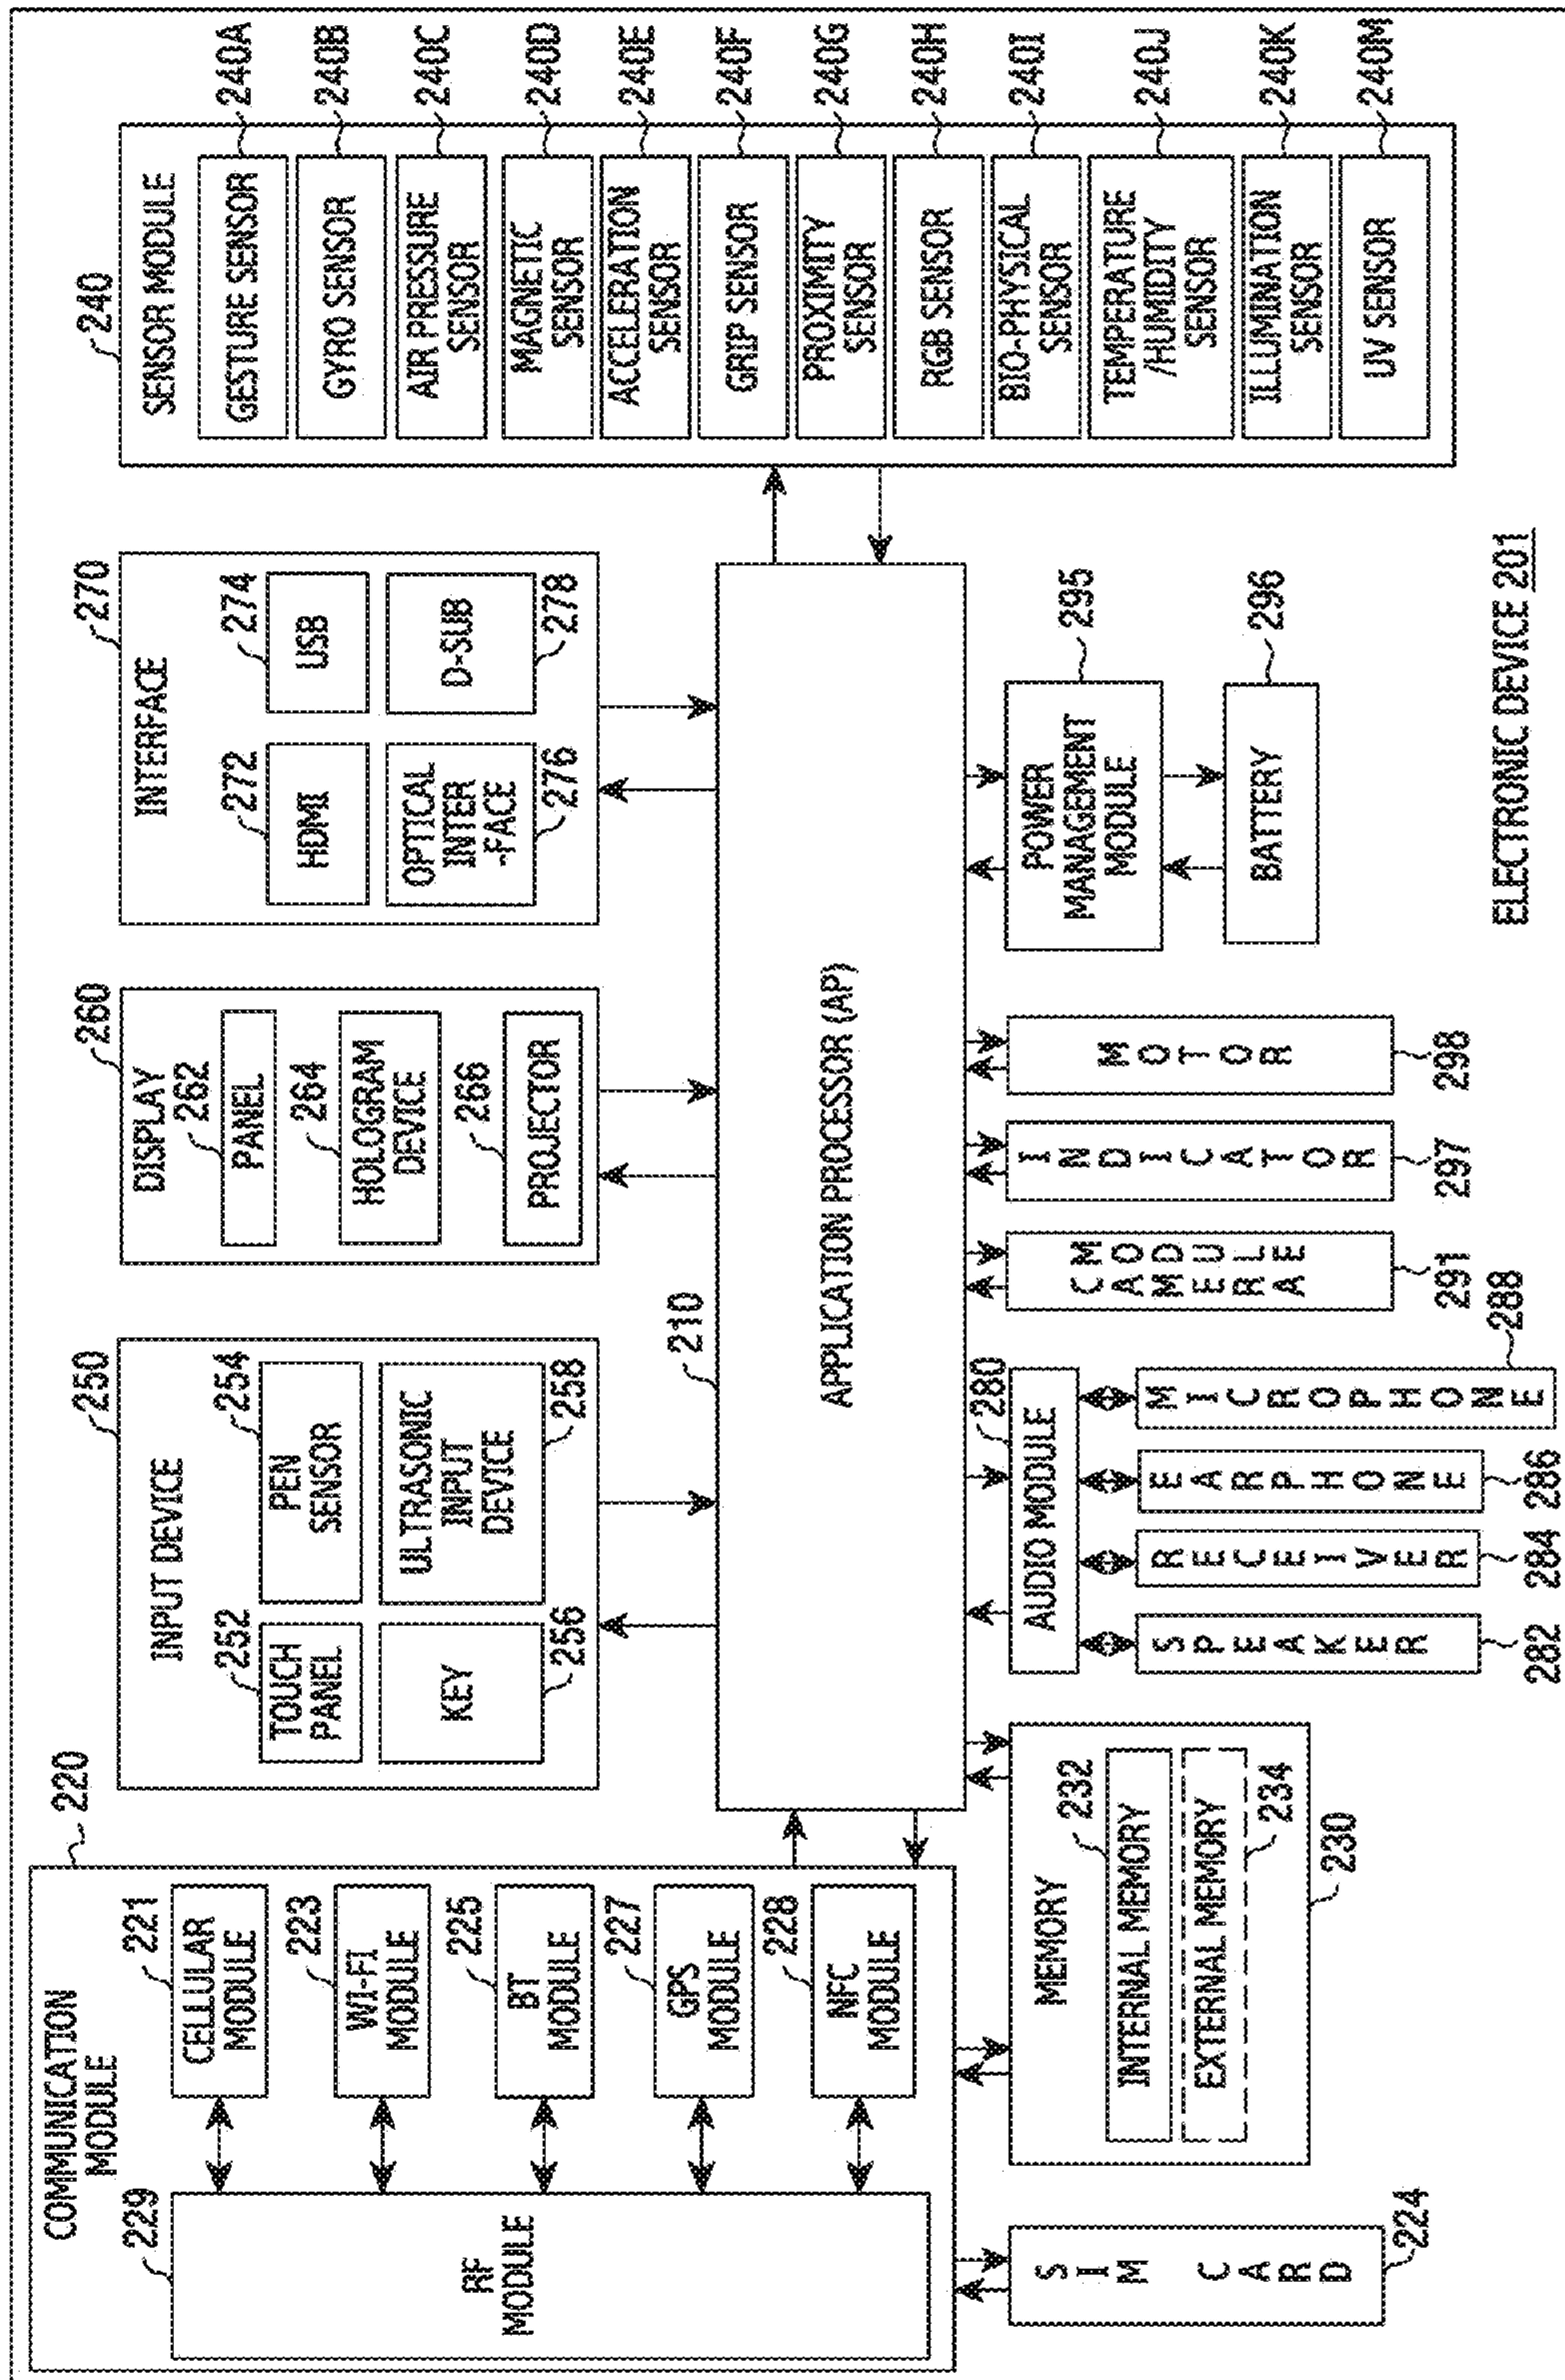 COMMUNICATION
MODULE
220
229
RF
MODULE
221
CELLULAR
MODULE
223
WI-FI
MODULE
225
BT
MODULE
227
GPS
MODULE
228
NFC
MODULE
250
INPUT DEVICE
252
TOUCH
PANEL
254
PEN
SENSOR
KEY
256
ULTRASONIC
INPUT
DEVICE
258
260
DISPLAY
262
PANEL
264
HOLOGRAM
DEVICE
266
PROJECTOR
270
INTERFACE
272
HDMI
274
USB
OPTICAL
INTER
-FACE
276
D-SUB
278
240
SENSOR MODULE
GESTURE SENSOR
240A
GYRO SENSOR
240B
AIR PRESSURE
SENSOR
240C
MAGNETIC
SENSOR
240D
ACCELERATION
SENSOR
240E
GRIP SENSOR
240F
PROXIMITY
SENSOR
240G
RGB SENSOR
240H
BIO-PHYSICAL
SENSOR
240I
TEMPERATURE
/HUMIDITY
SENSOR
240J
ILLUMINATION
SENSOR
240K
UV SENSOR
240M
210
APPLICATION PROCESSOR (AP)
SIM CARD
224
MEMORY
232
INTERNAL MEMORY
EXTERNAL MEMORY
234
230
AUDIO MODULE
280
SPEAKER
282
RECEIVER
284
EARPHONE
286
MICROPHONE
288
CAMERA
MODULE
291
INDICATOR
297
MOTOR
298
POWER
MANAGEMENT
MODULE
295
BATTERY
296
ELECTRONIC DEVICE 201